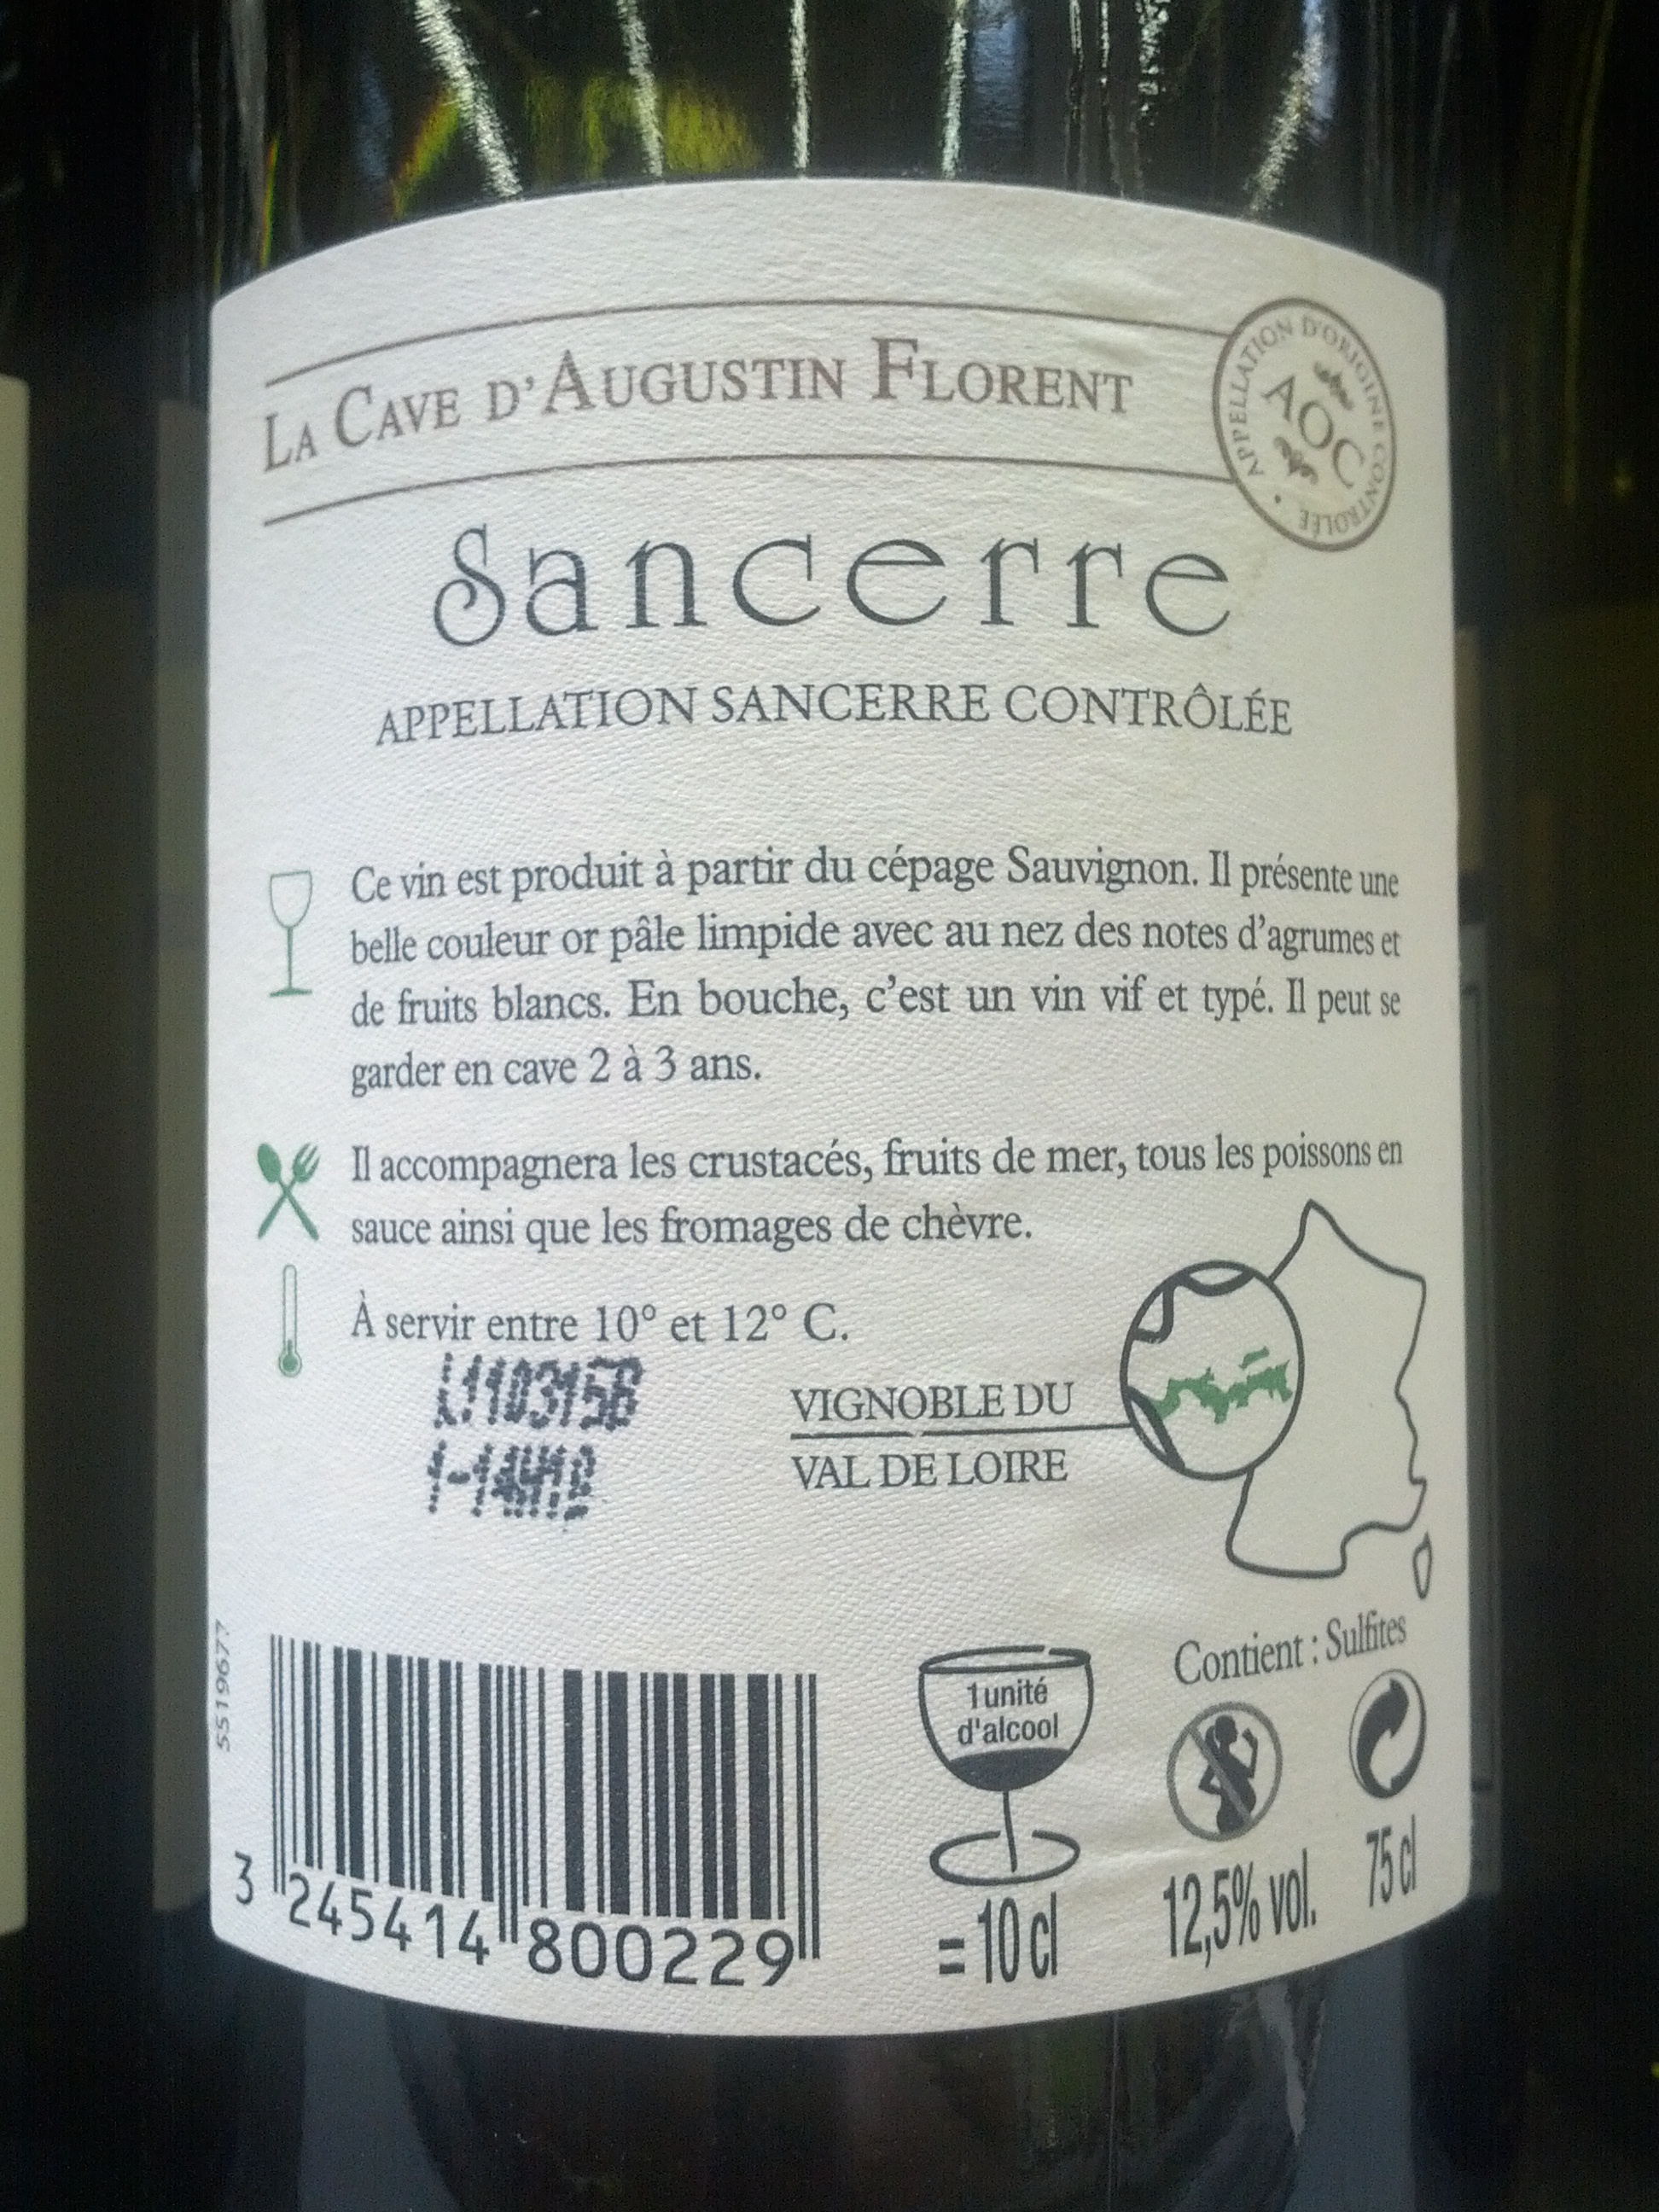 La Cave d'Augustin Florent
APPELLATION D'ORIGINE CONTROLÉE
AOC
Sancerre
APPELLATION SANCERRE CONTRÔLÉE
Ce vin est produit à partir du cépage Sauvignon. Il présente une
belle couleur or pâle limpide avec au nez des notes d'agrumes et
de fruits blancs. En bouche, c'est un vin vif et typé. Il peut se
garder en cave 2 à 3 ans.
Il accompagnera les crustacés, fruits de mer, tous les poissons en
sauce ainsi que les fromages de chèvre.
À servir entre 10° et 12° C.
VIGNOBLE DU
VAL DE LOIRE
Contient : Sulfites
1 unité
d'alcool
= 10 cl
12,5% vol.
75 cl
3 245414 800229